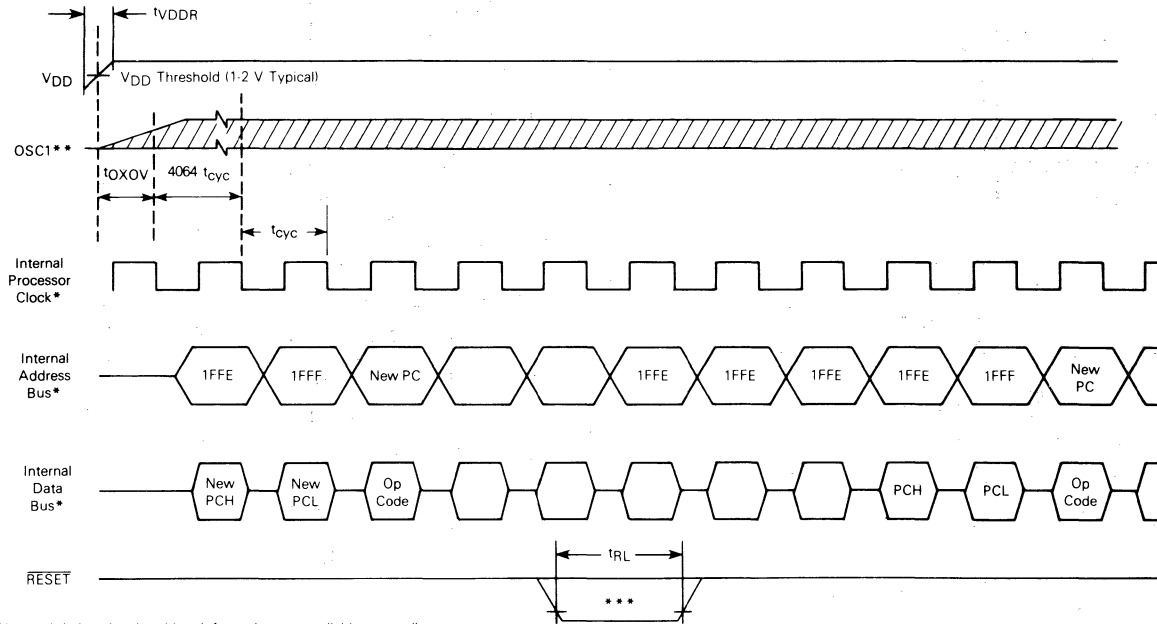 tVDDR
VDD
VDD Threshold (1-2 V Typical)
OSC1**
tOXOV
4064 tcyc
tcyc
Internal
Processor
Clock*
Internal
Address
Bus*
1FFE
1FFF
New PC
1FFE
1FFE
1FFE
1FFE
1FFF
New
PC
Internal
Data
Bus*
New
PCH
New
PCL
Op
Code
PCH
PCL
Op
Code
tRL
RESET
***